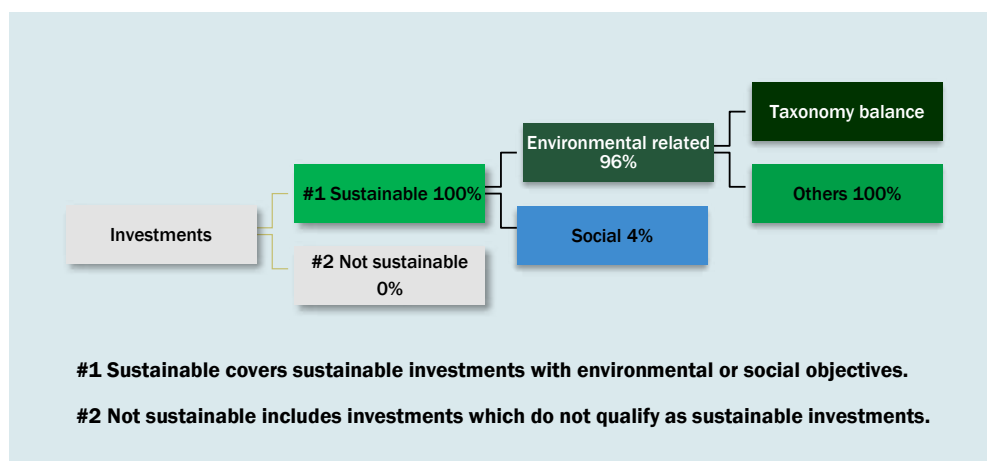 Investments
#1 Sustainable 100%
#2 Not sustainable
0%
Environmental related
96%
Social 4%
Taxonomy balance
Others 100%
#1 Sustainable covers sustainable investments with environmental or social objectives.
#2 Not sustainable includes investments which do not qualify as sustainable investments.